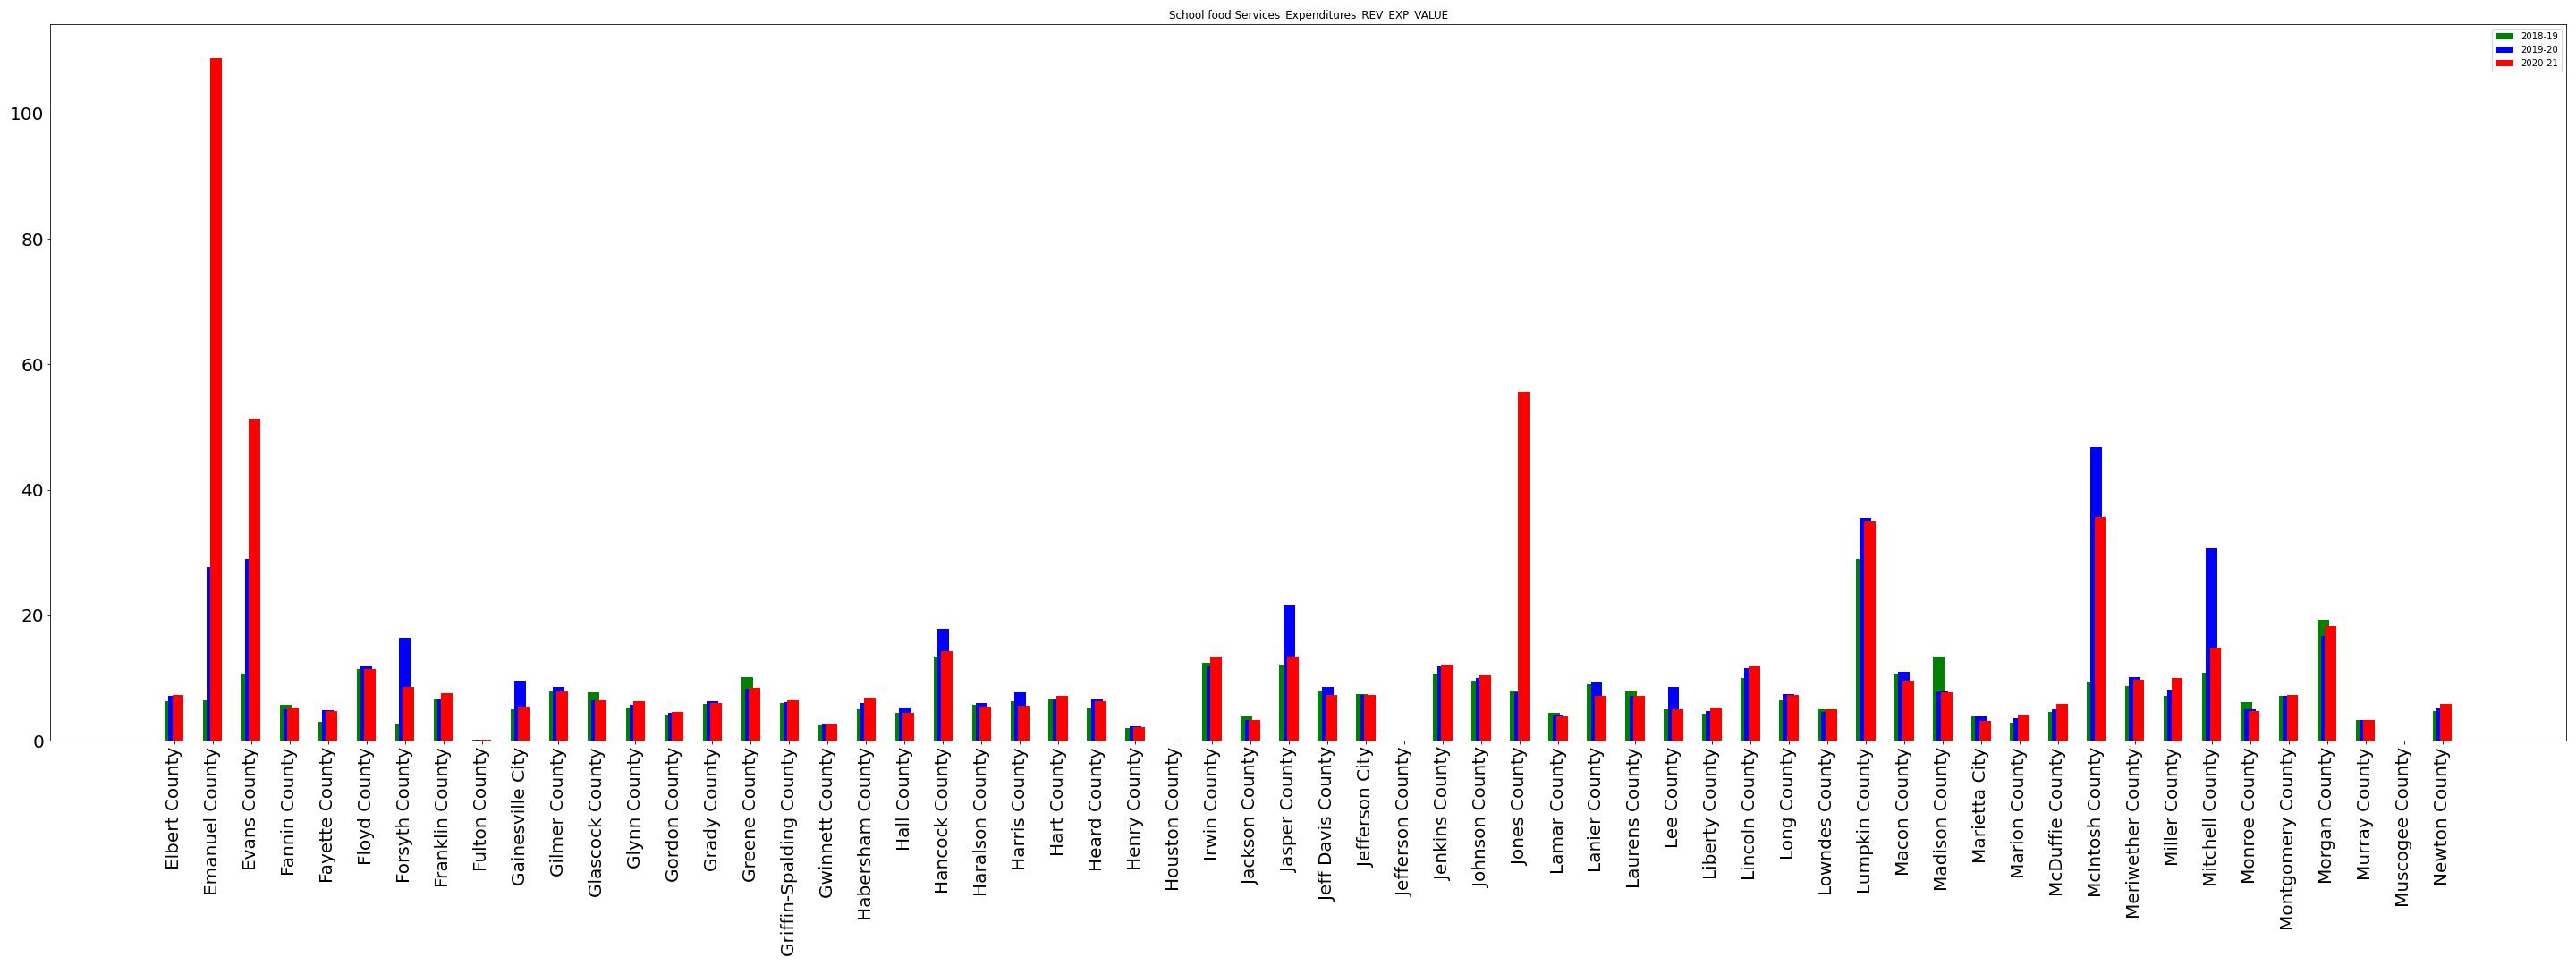 School food Services_Expenditures_REV_EXP_VALUE
2018-19
2019-20
2020-21
100
80
60
40
20
0
Elbert County
Emanuel County
Evans County
Fannin County
Fayette County
Floyd County
Forsyth County
Franklin County
Fulton County
Gainesville City
Gilmer County
Glascock County
Glynn County
Gordon County
Grady County
Greene County
Griffin-Spalding County
Gwinnett County
Habersham County
Hall County
Hancock County
Haralson County
Harris County
Hart County
Heard County
Henry County
Houston County
Irwin County
Jackson County
Jasper County
Jeff Davis County
Jefferson City
Jefferson County
Jenkins County
Johnson County
Jones County
Lamar County
Lanier County
Laurens County
Lee County
Liberty County
Lincoln County
Long County
Lowndes County
Lumpkin County
Macon County
Madison County
Marietta City
Marion County
McDuffie County
McIntosh County
Meriwether County
Miller County
Mitchell County
Monroe County
Montgomery County
Morgan County
Murray County
Muscogee County
Newton County